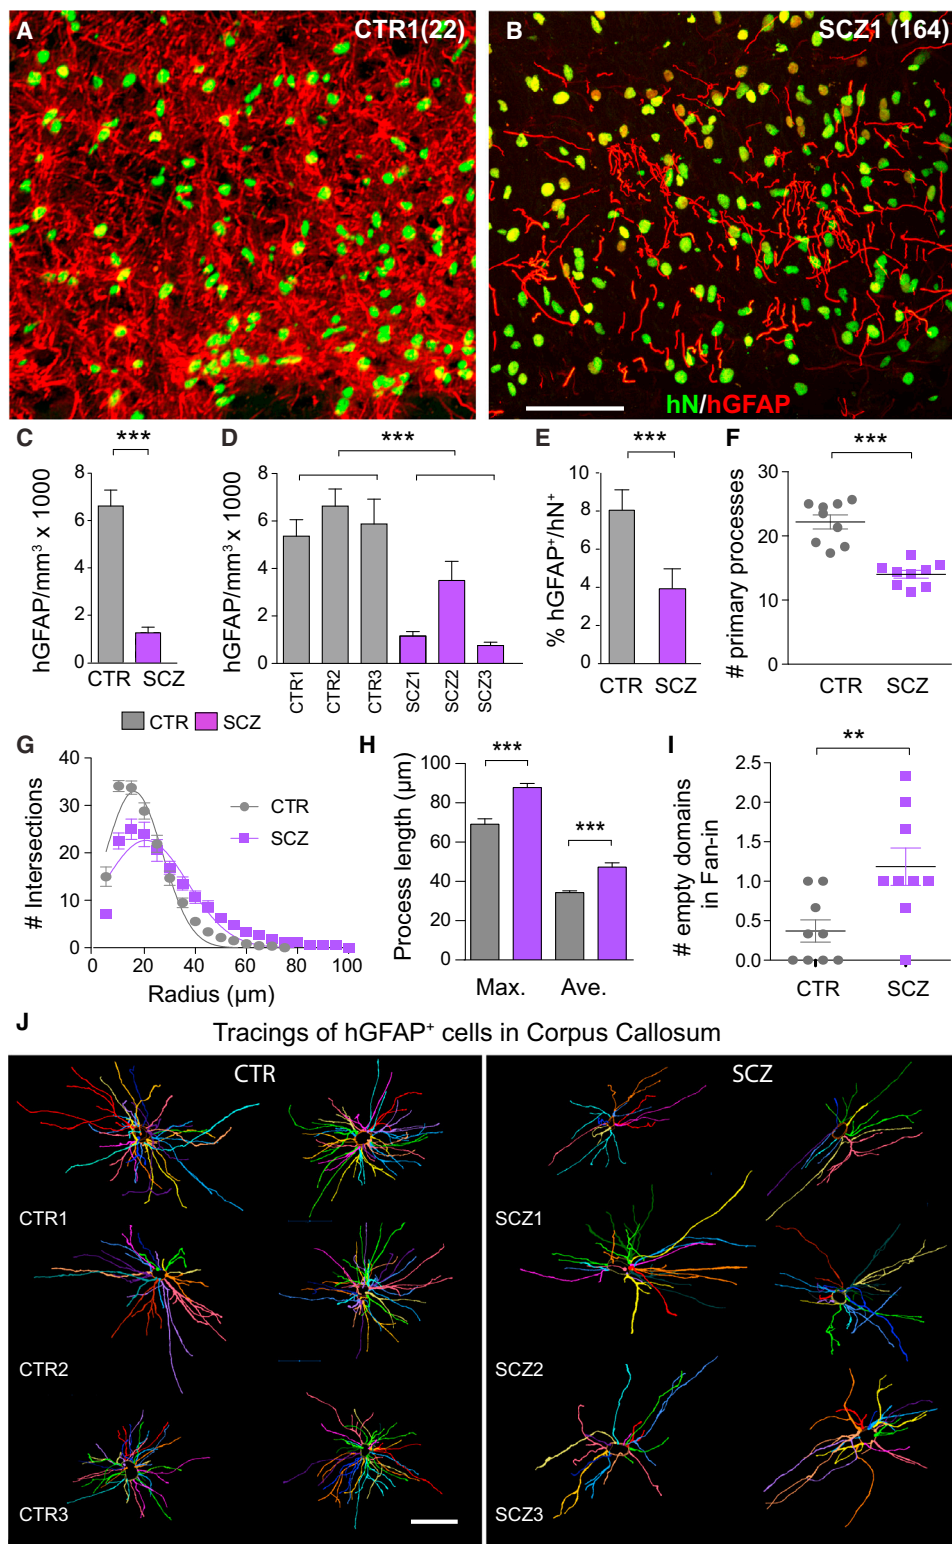 A CTR1(22)
B SCZ1 (164)
hN/hGFAP
C
***
hGFAP/mm³ x 1000
8
6
4
2
0
CTR SCZ
D
***
hGFAP/mm³ x 1000
8
6
4
2
0
CTR1 CTR2 CTR3 SCZ1 SCZ2 SCZ3
E
***
% hGFAP⁺/hN⁺
10
8
6
4
2
0
CTR SCZ
F
***
# primary processes
30
20
10
0
CTR SCZ
CTR SCZ
G
# Intersections
40
30
20
10
0
0 20 40 60 80 100
Radius (µm)
CTR
SCZ
H
Process length (µm)
100
80
60
40
20
0
***
***
Max. Ave.
I
**
# empty domains
in Fan-in
2.5
2.0
1.5
1.0
0.5
0.0
CTR SCZ
J
Tracings of hGFAP⁺ cells in Corpus Callosum
CTR
CTR1
CTR2
CTR3
SCZ
SCZ1
SCZ2
SCZ3